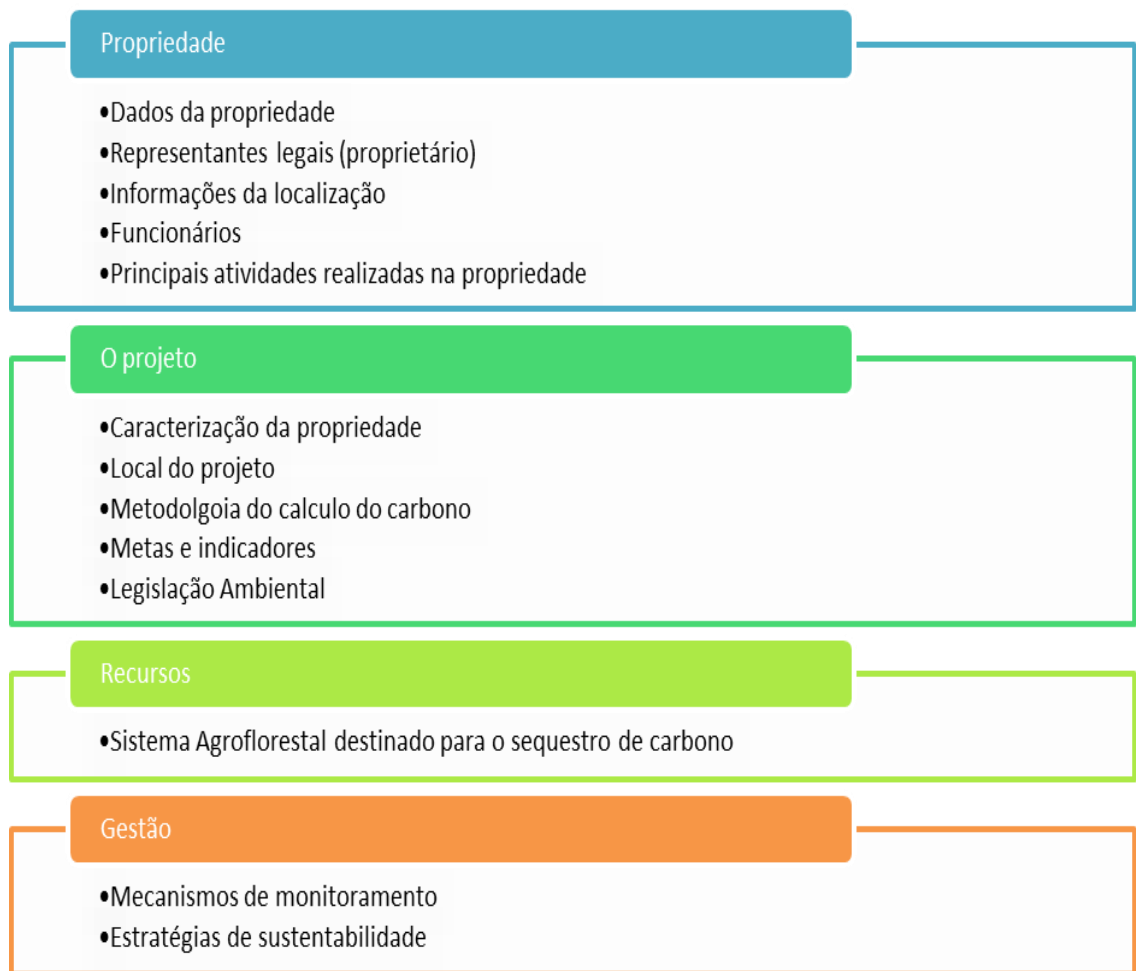 Propriedade
•Dados da propriedade
•Representantes legais (proprietário)
•Informações da localização
•Funcionários
•Principais atividades realizadas na propriedade
O projeto
•Caracterização da propriedade
•Local do projeto
•Metodolgoia do calculo do carbono
•Metas e indicadores
•Legislação Ambiental
Recursos
•Sistema Agroflorestal destinado para o sequestro de carbono
Gestão
•Mecanismos de monitoramento
•Estratégias de sustentabilidade